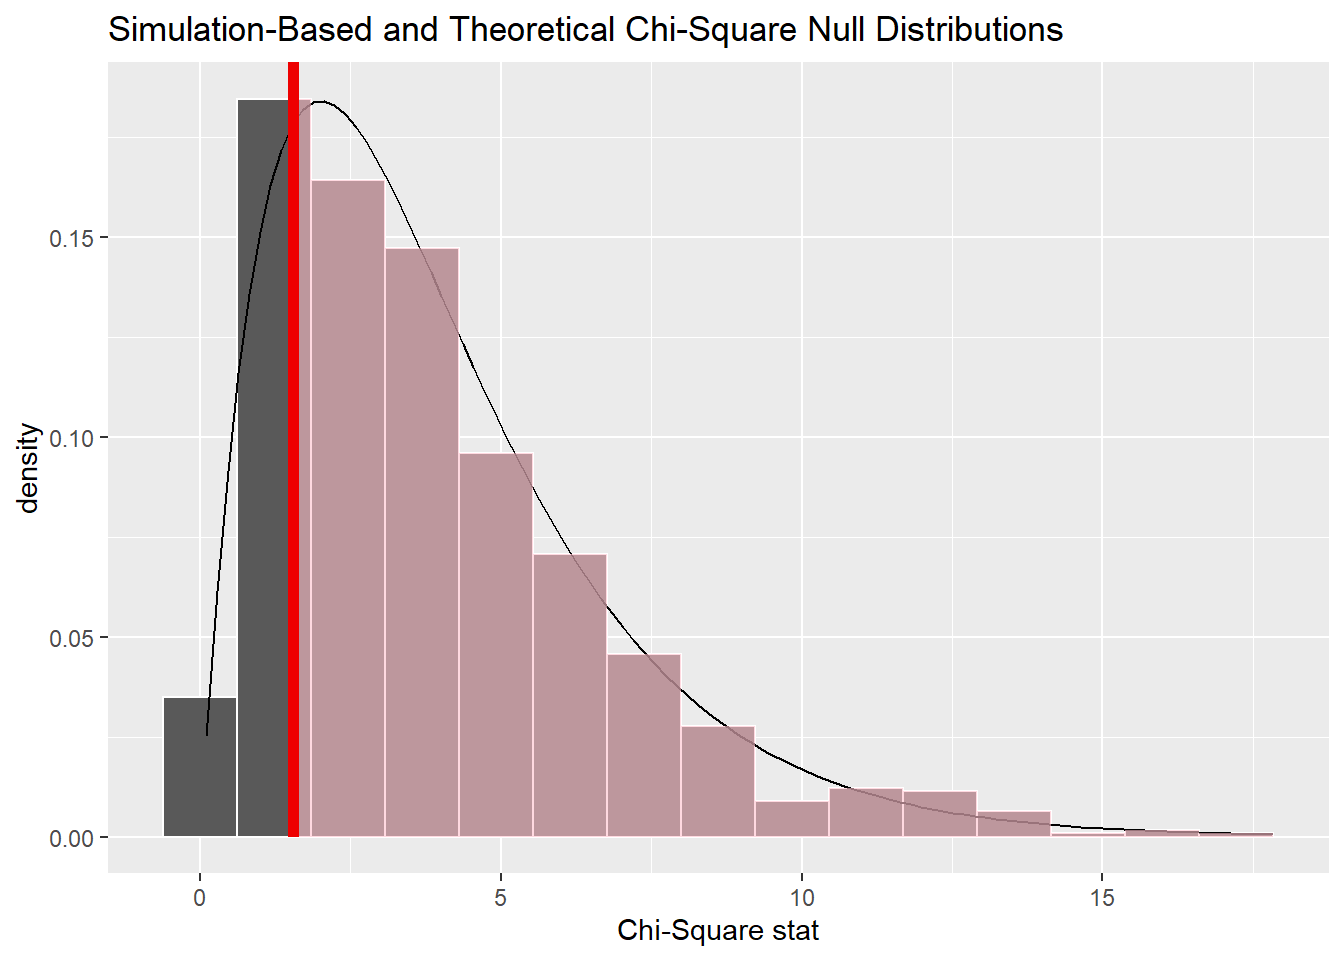 Simulation-Based and Theoretical Chi-Square Null Distributions
density
0.15
0.10
0.05
0.00
0
5
10
15
Chi-Square stat